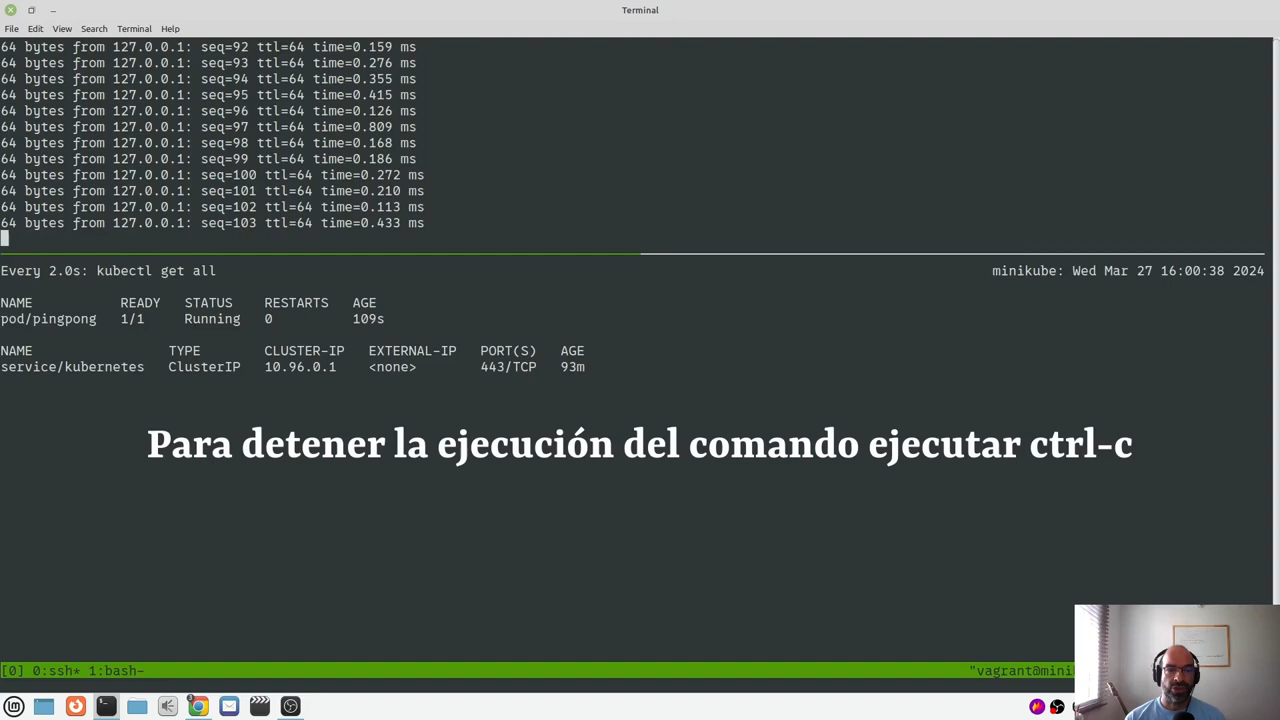 Terminal
File Edit View Search Terminal Help
64 bytes from 127.0.0.1: seq=92 ttl=64 time=0.159 ms
64 bytes from 127.0.0.1: seq=93 ttl=64 time=0.276 ms
64 bytes from 127.0.0.1: seq=94 ttl=64 time=0.355 ms
64 bytes from 127.0.0.1: seq=95 ttl=64 time=0.415 ms
64 bytes from 127.0.0.1: seq=96 ttl=64 time=0.126 ms
64 bytes from 127.0.0.1: seq=97 ttl=64 time=0.809 ms
64 bytes from 127.0.0.1: seq=98 ttl=64 time=0.168 ms
64 bytes from 127.0.0.1: seq=99 ttl=64 time=0.186 ms
64 bytes from 127.0.0.1: seq=100 ttl=64 time=0.272 ms
64 bytes from 127.0.0.1: seq=101 ttl=64 time=0.210 ms
64 bytes from 127.0.0.1: seq=102 ttl=64 time=0.113 ms
64 bytes from 127.0.0.1: seq=103 ttl=64 time=0.433 ms
Every 2.0s: kubectl get all minikube: Wed Mar 27 16:00:38 2024
NAME READY STATUS RESTARTS AGE
pod/pingpong 1/1 Running 0 109s
NAME TYPE CLUSTER-IP EXTERNAL-IP PORT(S) AGE
service/kubernetes ClusterIP 10.96.0.1 <none> 443/TCP 93m
Para detener la ejecución del comando ejecutar ctrl-c
[0] 0:ssh* 1:bash- "vagrant@mini
3